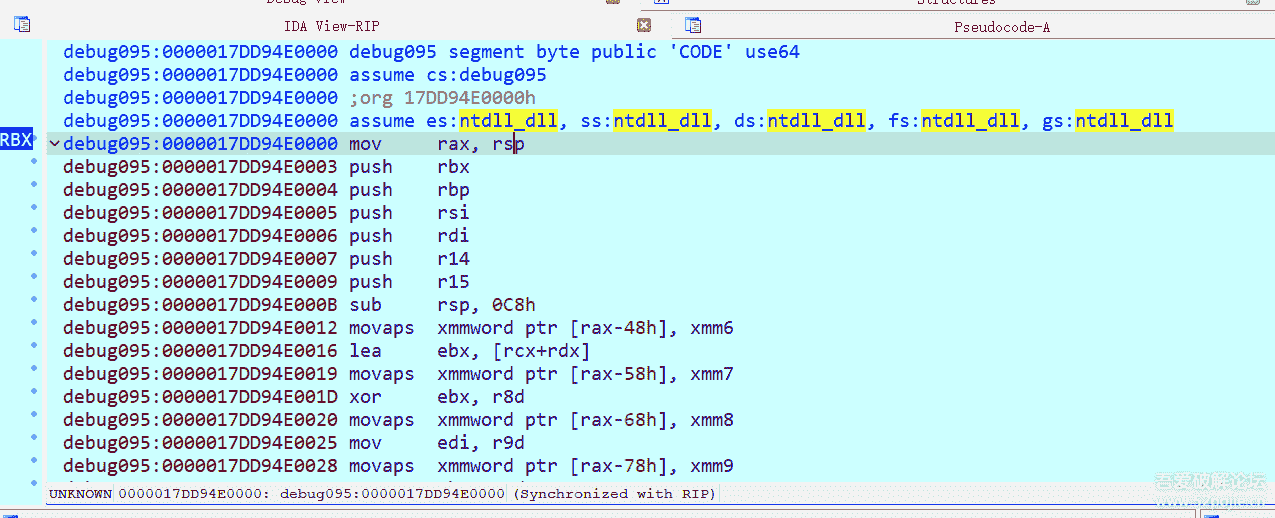 Debug View
Structures
IDA View-RIP
Pseudocode-A
debug095:0000017DD94E0000 debug095 segment byte public 'CODE' use64
debug095:0000017DD94E0000 assume cs:debug095
debug095:0000017DD94E0000 ;org 17DD94E0000h
debug095:0000017DD94E0000 assume es:ntdll_dll, ss:ntdll_dll, ds:ntdll_dll, fs:ntdll_dll, gs:ntdll_dll
RBX debug095:0000017DD94E0000 mov rax, rsp
debug095:0000017DD94E0003 push rbx
debug095:0000017DD94E0004 push rbp
debug095:0000017DD94E0005 push rsi
debug095:0000017DD94E0006 push rdi
debug095:0000017DD94E0007 push r14
debug095:0000017DD94E0009 push r15
debug095:0000017DD94E000B sub rsp, 0C8h
debug095:0000017DD94E0012 movaps xmmword ptr [rax-48h], xmm6
debug095:0000017DD94E0016 lea ebx, [rcx+rdx]
debug095:0000017DD94E0019 movaps xmmword ptr [rax-58h], xmm7
debug095:0000017DD94E001D xor ebx, r8d
debug095:0000017DD94E0020 movaps xmmword ptr [rax-68h], xmm8
debug095:0000017DD94E0025 mov edi, r9d
debug095:0000017DD94E0028 movaps xmmword ptr [rax-78h], xmm9
UNKNOWN 0000017DD94E0000: debug095:0000017DD94E0000 (Synchronized with RIP)
吾爱破解论坛
www.52pojie.cn